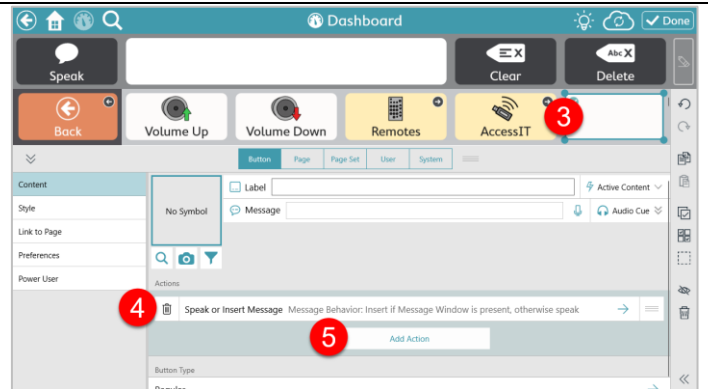 Dashboard
Done
Speak
Clear
Abc
Delete
Back
Volume Up
Volume Down
Remotes
AccessIT
3
Button Page Page Set User System
Content
Style
Link to Page
Preferences
Power User
No Symbol
Label
Active Content
Message
Audio Cue
Actions
4
Speak or Insert Message Message Behavior: Insert if Message Window is present, otherwise speak
5
Add Action
Button Type
Regular